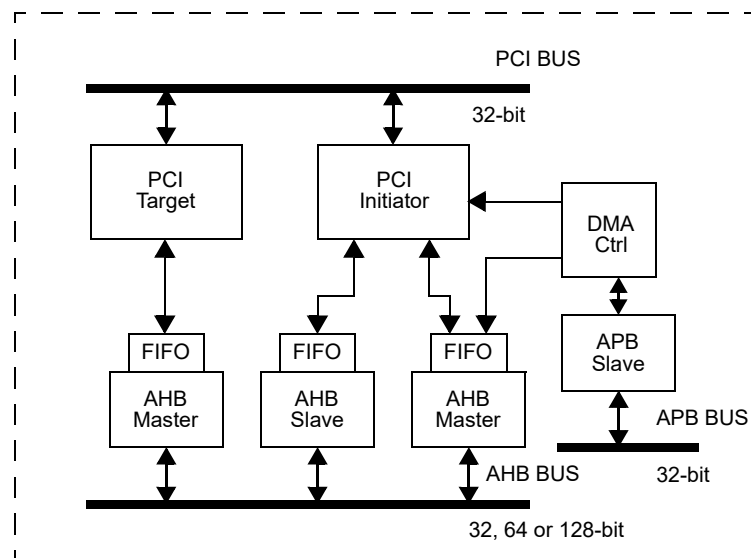 PCI BUS
32-bit
PCI
Target
PCI
Initiator
DMA
Ctrl
FIFO
FIFO
FIFO
APB
Slave
AHB
Master
AHB
Slave
AHB
Master
APB BUS
AHB BUS
32-bit
32, 64 or 128-bit